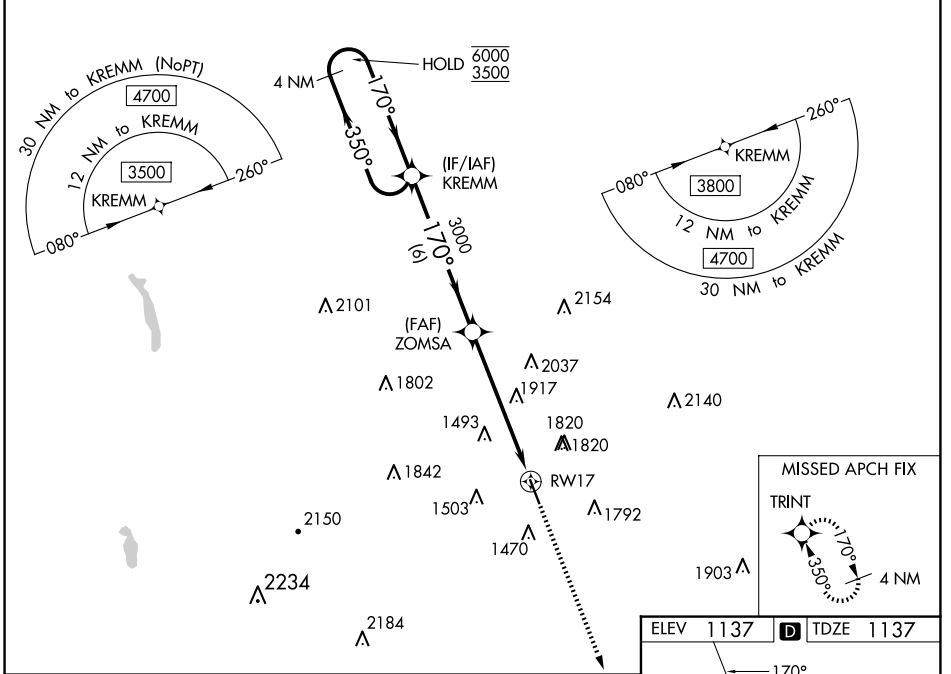 30 NM to KREMM (NoPT)
4700
12 NM to KREMM
3500
KREMM
260°
080°
4 NM
HOLD 6000
3500
170°
350°
(IF/IAF)
KREMM
3000
170°
(6)
260°
KREMM
080°
3800
12 NM to KREMM
4700
30 NM to KREMM
2101
2154
(FAF)
ZOMSA
2037
1802
1917
2140
1493
1820
1820
1842
RW17
1503
1792
2150
1470
1903
2234
2184
MISSED APCH FIX
TRINT
170°
350°
4 NM
ELEV 1137 D TDZE 1137
170°